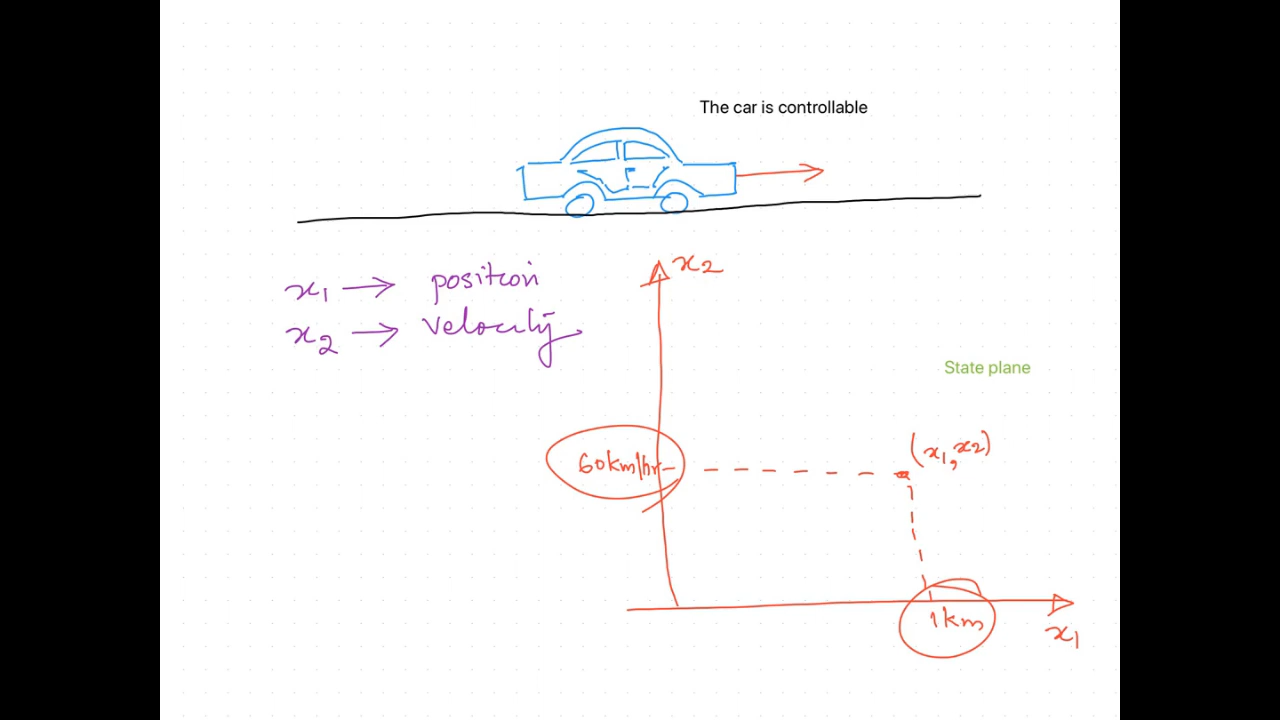 The car is controllable
x₁ → position
x₂ → velocity
x₂
State plane
(x₁, x₂)
60km/hr
1km
x₁